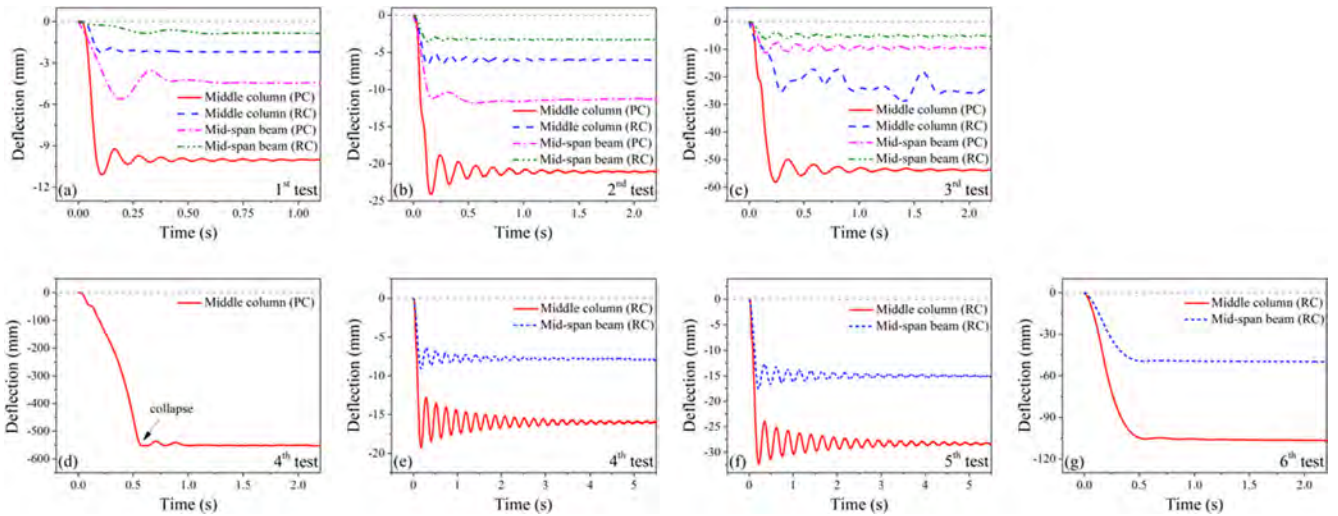 0
-3
-6
-9
-12
Deflection (mm)
Middle column (PC)
Middle column (RC)
Mid-span beam (PC)
Mid-span beam (RC)
(a)
1st test
0.00 0.25 0.50 0.75 1.00
Time (s)
0
-5
-10
-15
-20
-25
Deflection (mm)
Middle column (PC)
Middle column (RC)
Mid-span beam (PC)
Mid-span beam (RC)
(b)
2nd test
0.0 0.5 1.0 1.5 2.0
Time (s)
0
-10
-20
-30
-40
-50
-60
Deflection (mm)
Middle column (PC)
Middle column (RC)
Mid-span beam (PC)
Mid-span beam (RC)
(c)
3rd test
0.0 0.5 1.0 1.5 2.0
Time (s)
0
-100
-200
-300
-400
-500
-600
Deflection (mm)
Middle column (PC)
collapse
(d)
4th test
0.0 0.5 1.0 1.5 2.0
Time (s)
0
-5
-10
-15
-20
Deflection (mm)
Middle column (RC)
Mid-span beam (RC)
(e)
4th test
0 1 2 3 4 5
Time (s)
0
-5
-10
-15
-20
-25
-30
Deflection (mm)
Middle column (RC)
Mid-span beam (RC)
(f)
5th test
0 1 2 3 4 5
Time (s)
0
-30
-60
-90
-120
Deflection (mm)
Middle column (RC)
Mid-span beam (RC)
(g)
6th test
0.0 0.5 1.0 1.5 2.0
Time (s)